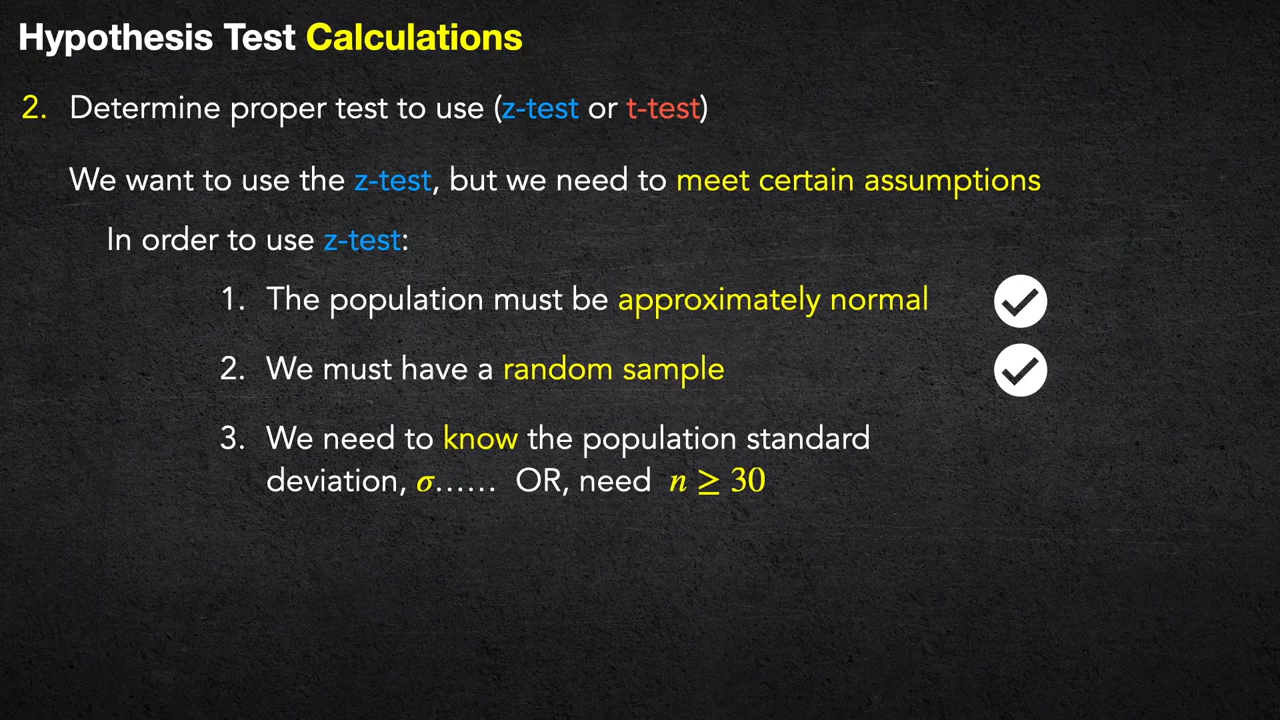 Hypothesis Test Calculations
2. Determine proper test to use (z-test or t-test)
We want to use the z-test, but we need to meet certain assumptions
In order to use z-test:
1. The population must be approximately normal
2. We must have a random sample
3. We need to know the population standard
deviation, σ...... OR, need n ≥ 30